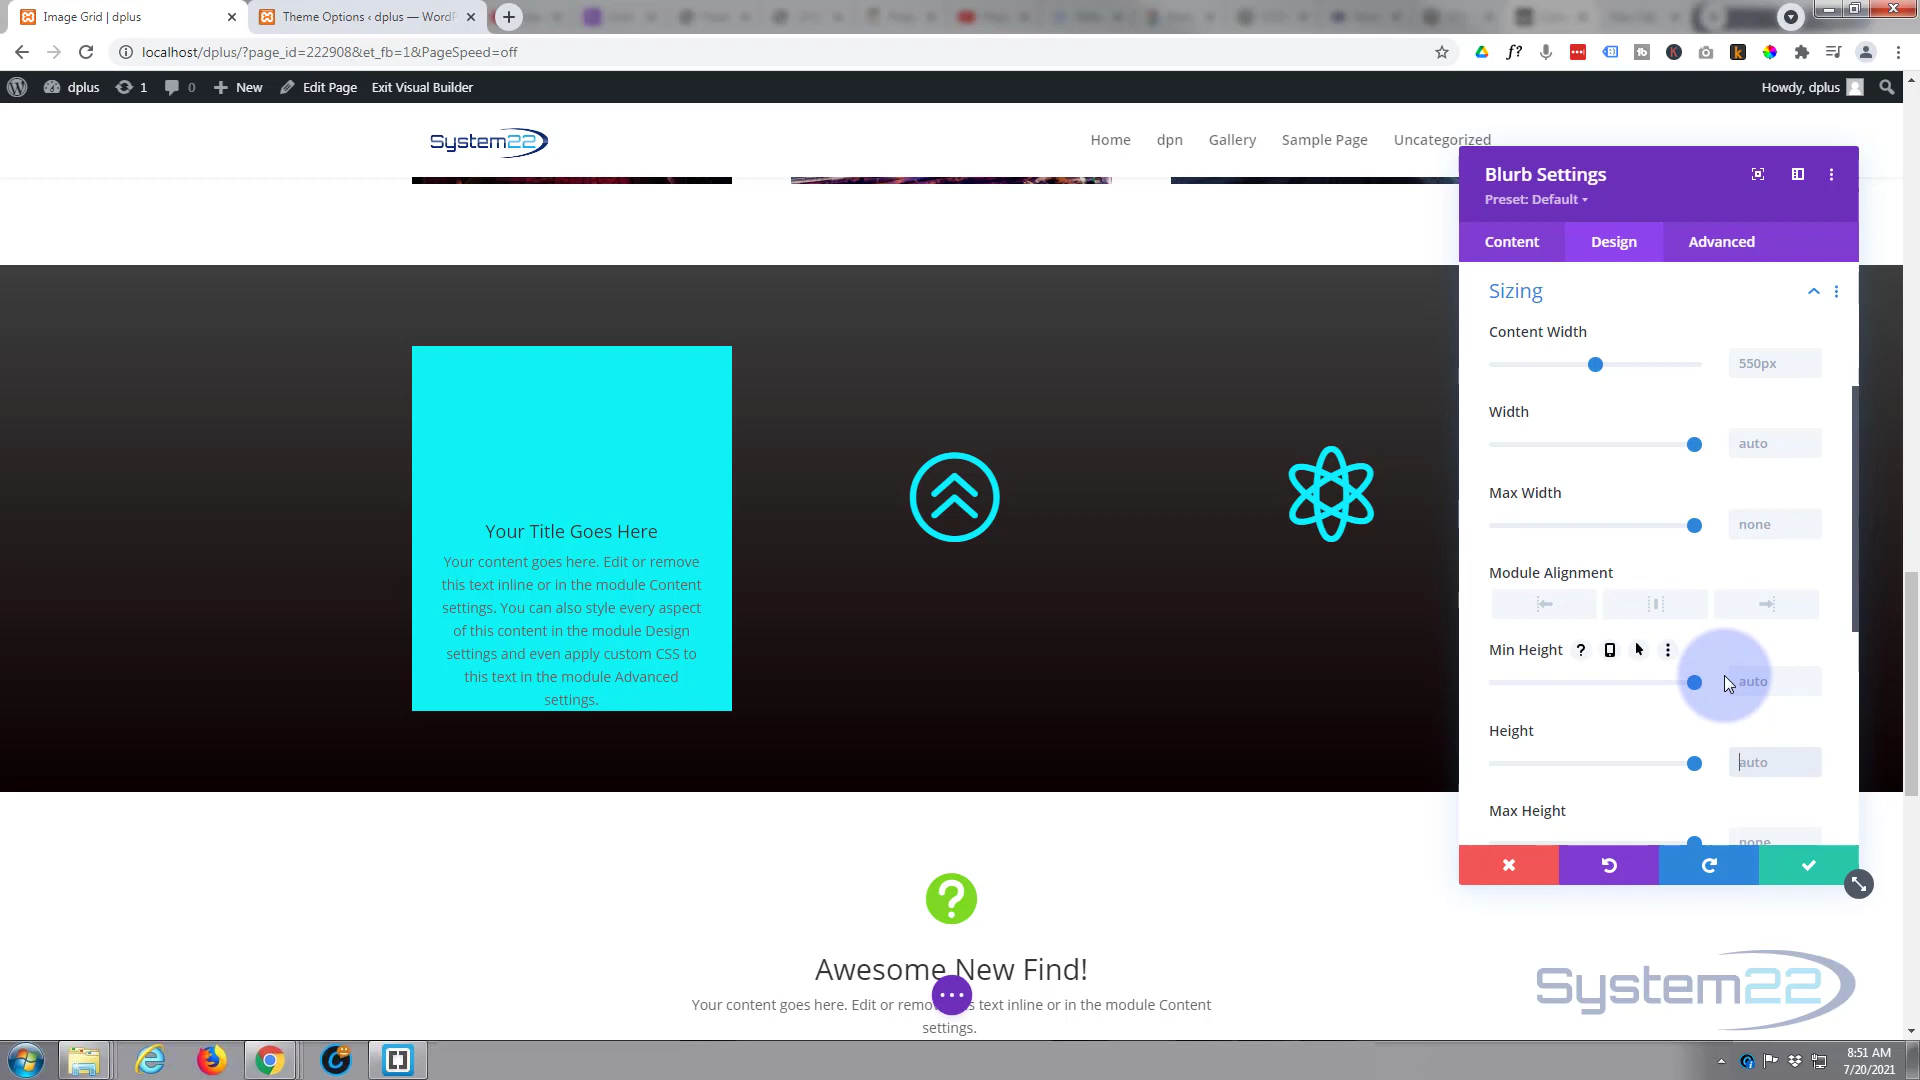 Image Grid | dplus
Theme Options ‹ dplus — WordP
localhost/dplus/?page_id=222908&et_fb=1&PageSpeed=off
dplus 1 0 New Edit Page Exit Visual Builder Howdy, dplus
System22
Home dpn Gallery Sample Page Uncategorized
Blurb Settings
Preset: Default
Content Design Advanced
Sizing
Content Width
550px
Width
auto
Max Width
none
Module Alignment
Min Height
auto
Height
auto
Max Height
none
Your Title Goes Here
Your content goes here. Edit or remove
this text inline or in the module Content
settings. You can also style every aspect
of this content in the module Design
settings and even apply custom CSS to
this text in the module Advanced
settings.
Awesome New Find!
Your content goes here. Edit or remove this text inline or in the module Content
settings.
System22
8:51 AM
7/20/2021